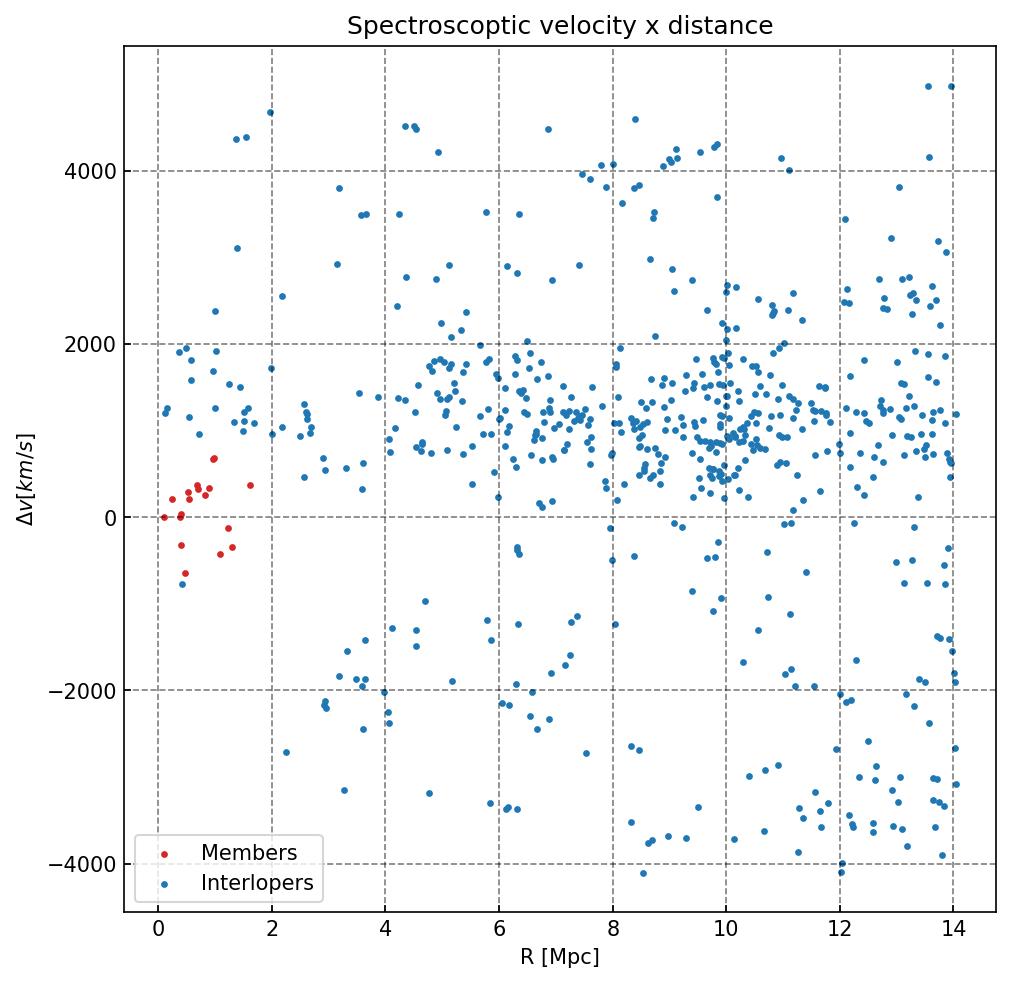 Spectroscoptic velocity x distance
Δv[km/s]
4000
2000
0
−2000
−4000
Members
Interlopers
0 2 4 6 8 10 12 14
R [Mpc]